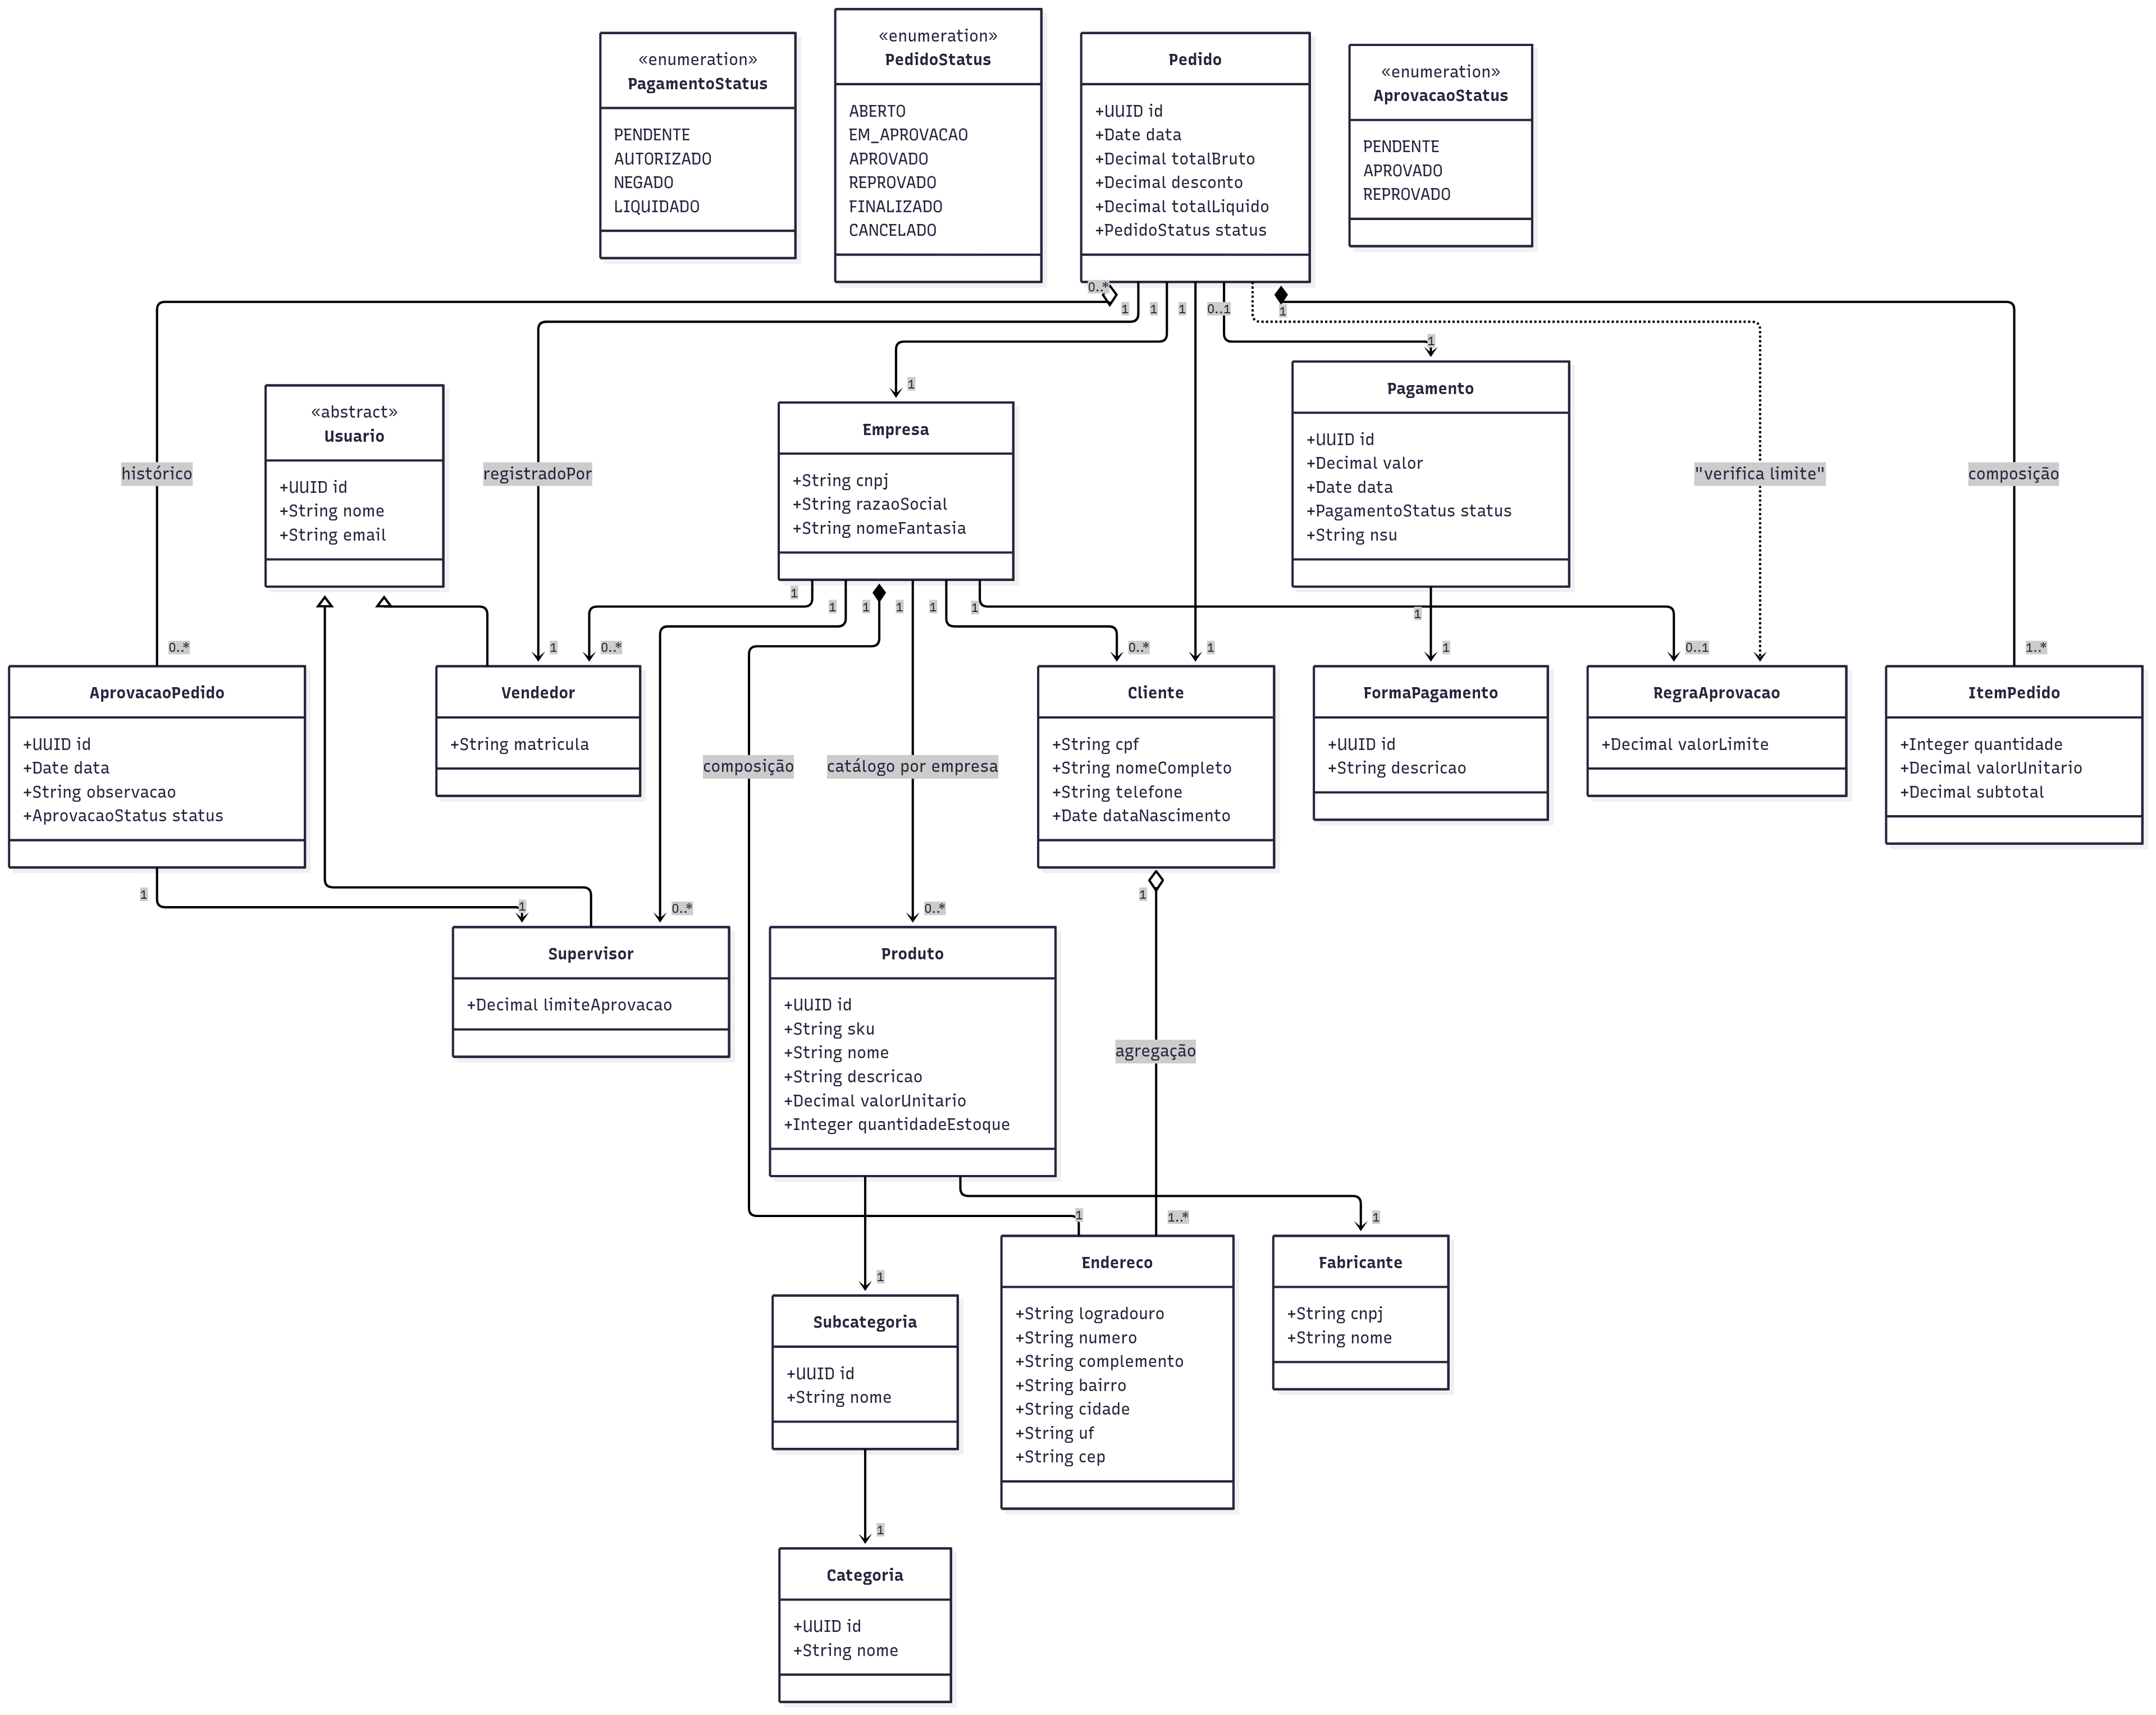 «enumeration»
PagamentoStatus
PENDENTE
AUTORIZADO
NEGADO
LIQUIDADO
«enumeration»
PedidoStatus
ABERTO
EM_APROVACAO
APROVADO
REPROVADO
FINALIZADO
CANCELADO
Pedido
+UUID id
+Date data
+Decimal totalBruto
+Decimal desconto
+Decimal totalLiquido
+PedidoStatus status
«enumeration»
AprovacaoStatus
PENDENTE
APROVADO
REPROVADO
0..*
1
1
1
0..1
1
1
1
histórico
registradoPor
"verifica limite"
composição
«abstract»
Usuario
+UUID id
+String nome
+String email
Empresa
+String cnpj
+String razaoSocial
+String nomeFantasia
Pagamento
+UUID id
+Decimal valor
+Date data
+PagamentoStatus status
+String nsu
1
1
1
1
1
1
1
0..*
1
0..*
0..*
1
1
0..1
1..*
AprovacaoPedido
+UUID id
+Date data
+String observacao
+AprovacaoStatus status
Vendedor
+String matricula
composição
catálogo por empresa
Cliente
+String cpf
+String nomeCompleto
+String telefone
+Date dataNascimento
FormaPagamento
+UUID id
+String descricao
RegraAprovacao
+Decimal valorLimite
ItemPedido
+Integer quantidade
+Decimal valorUnitario
+Decimal subtotal
1
1
0..*
0..*
1
Supervisor
+Decimal limiteAprovacao
Produto
+UUID id
+String sku
+String nome
+String descricao
+Decimal valorUnitario
+Integer quantidadeEstoque
agregação
1
1..*
1
1
Subcategoria
+UUID id
+String nome
Endereco
+String logradouro
+String numero
+String complemento
+String bairro
+String cidade
+String uf
+String cep
Fabricante
+String cnpj
+String nome
1
Categoria
+UUID id
+String nome